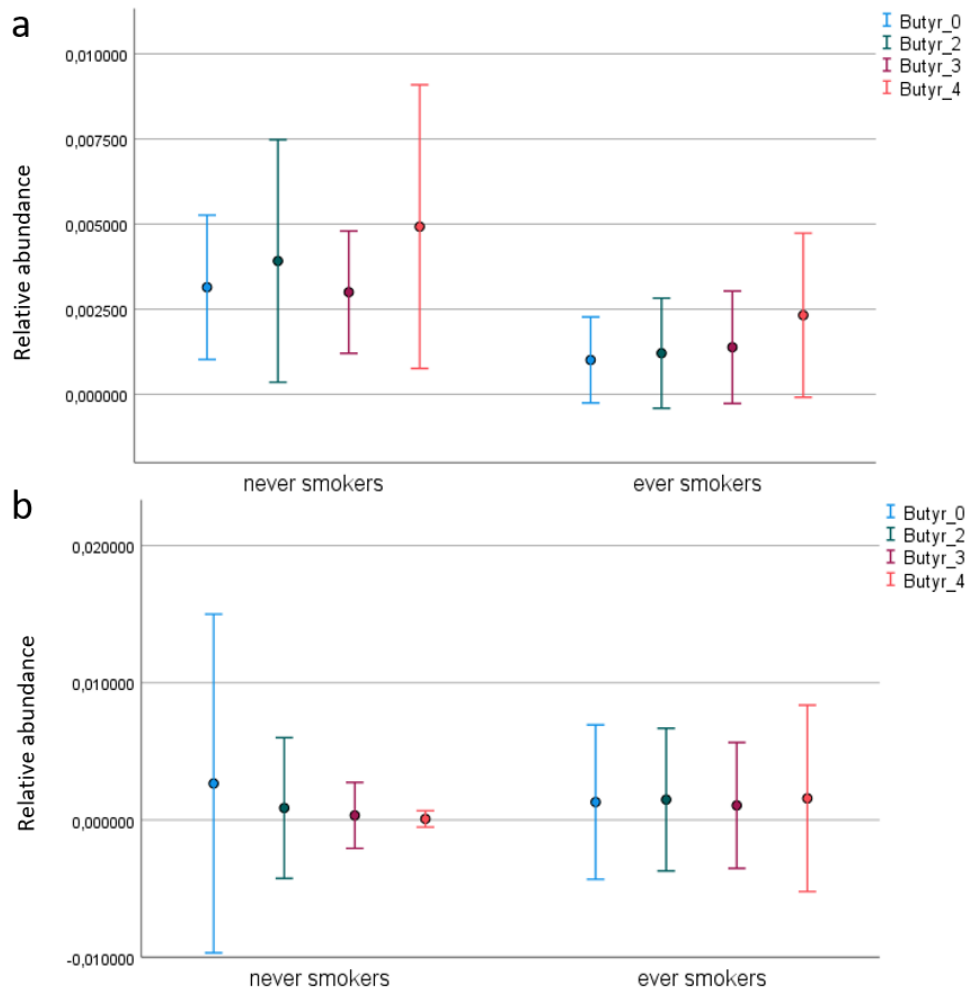 a
Butyr_0
Butyr_2
Butyr_3
Butyr_4
Relative abundance
0,010000
0,007500
0,005000
0,002500
0,000000
never smokers ever smokers
b
Butyr_0
Butyr_2
Butyr_3
Butyr_4
Relative abundance
0,020000
0,010000
0,000000
-0,010000
never smokers ever smokers